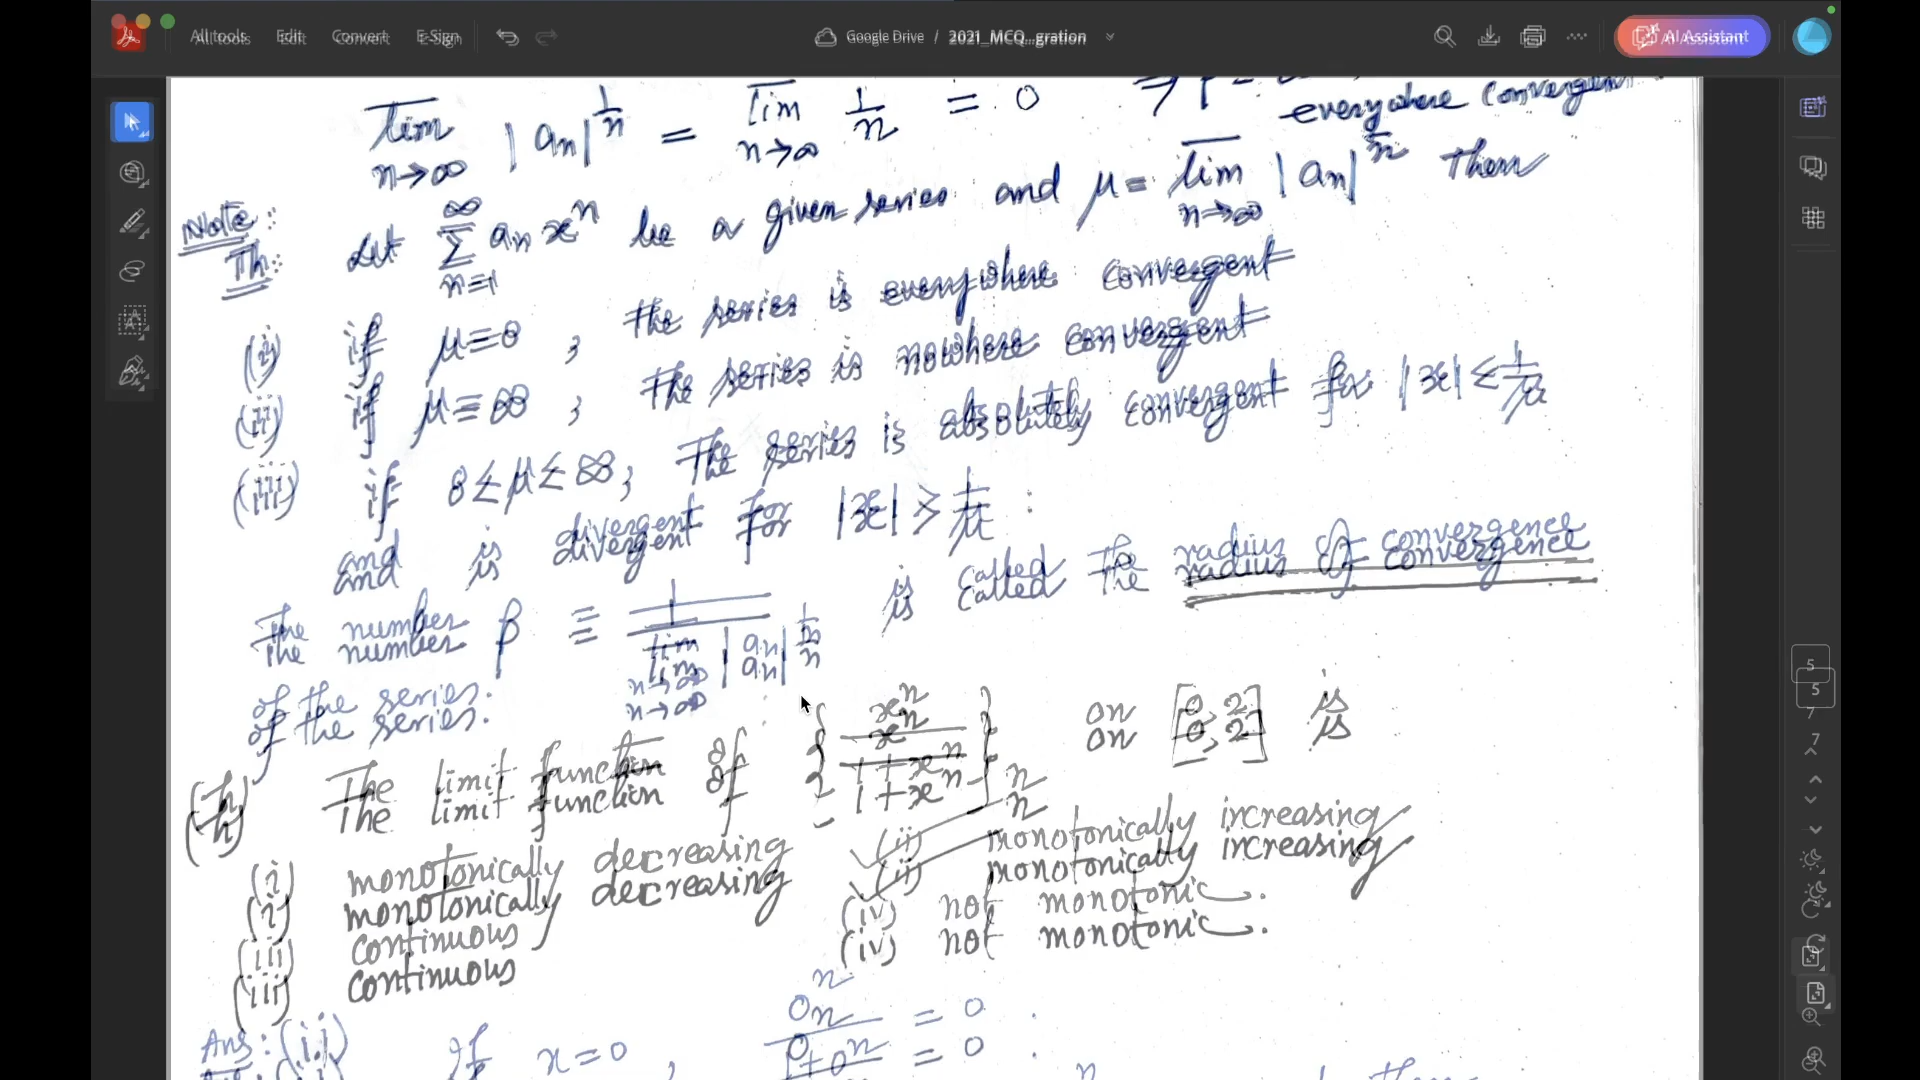 All tools Edit Convert E-Sign Google Drive / 2021_MCQ...gration AI Assistant
lim n→∞ |an|^1/n = lim n→∞ 1/n = 0 ⇒ everywhere convergent
Note:
Th: Let ∞ Σ n=1 an x^n be a given series and μ = lim n→∞ |an|^1/n then
(i) if μ=0, the series is everywhere convergent
(ii) if μ=∞, the series is nowhere convergent
(iii) if 0<μ<∞, the series is absolutely convergent for |x| < 1/μ
and is divergent for |x| > 1/μ.
The number ρ = 1 / lim n→∞ |an|^1/n is called the radius of convergence
of the series.
(h) The limit function of { x^n / 1+x^n }n on [0,2] is
(i) monotonically decreasing ✓(ii) monotonically increasing
(iii) continuous (iv) not monotonic.
Ans: (ii) If x=0, 0^n / 1+0^n = 0
5
7